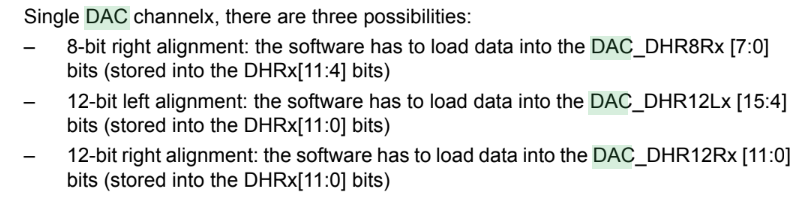 Single DAC channelx, there are three possibilities:
– 8-bit right alignment: the software has to load data into the DAC_DHR8Rx [7:0]
bits (stored into the DHRx[11:4] bits)
– 12-bit left alignment: the software has to load data into the DAC_DHR12Lx [15:4]
bits (stored into the DHRx[11:0] bits)
– 12-bit right alignment: the software has to load data into the DAC_DHR12Rx [11:0]
bits (stored into the DHRx[11:0] bits)